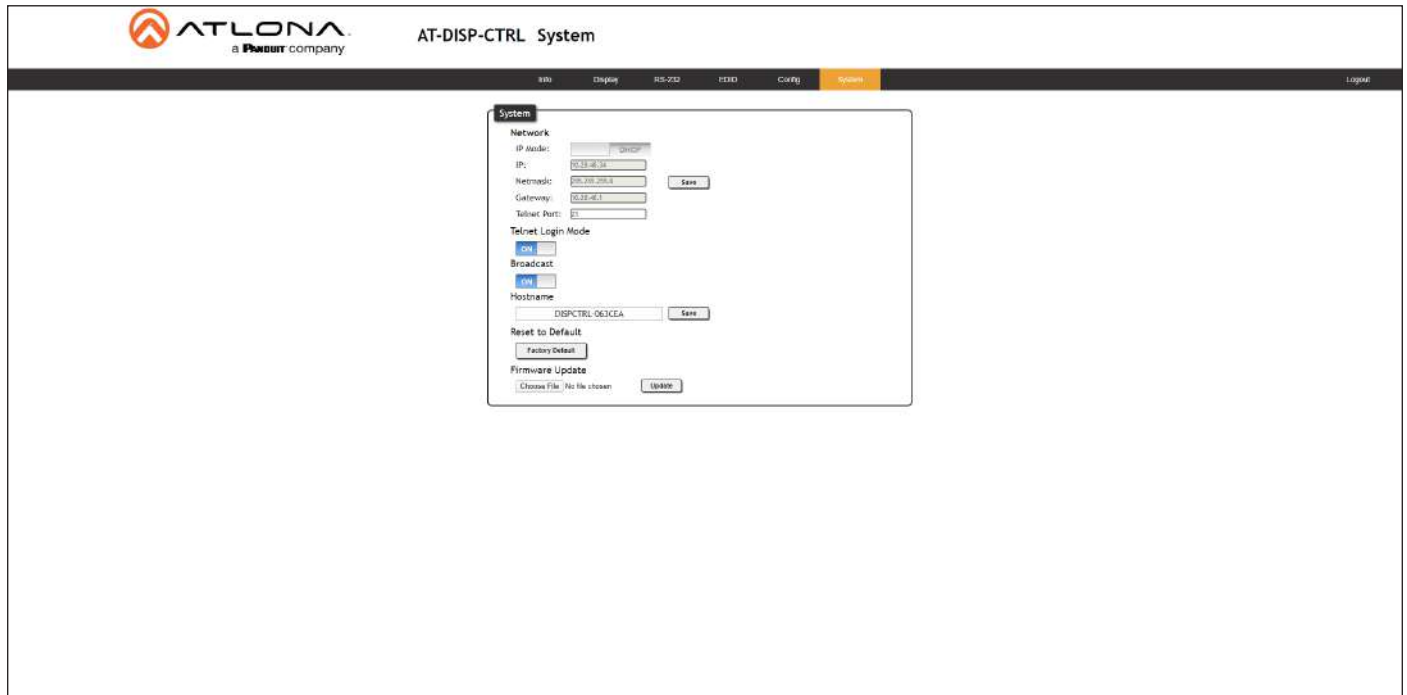 ATLONA.
a PANDUIT company
AT-DISP-CTRL System
Info Display RS-232 EDID Config System Logout
System
Network
IP Mode: DHCP
IP:
Netmask: Save
Gateway:
Telnet Port:
Telnet Login Mode
ON
Broadcast
ON
Hostname
DISPCTRL-063CEA Save
Reset to Default
Factory Default
Firmware Update
Choose File No file chosen Update